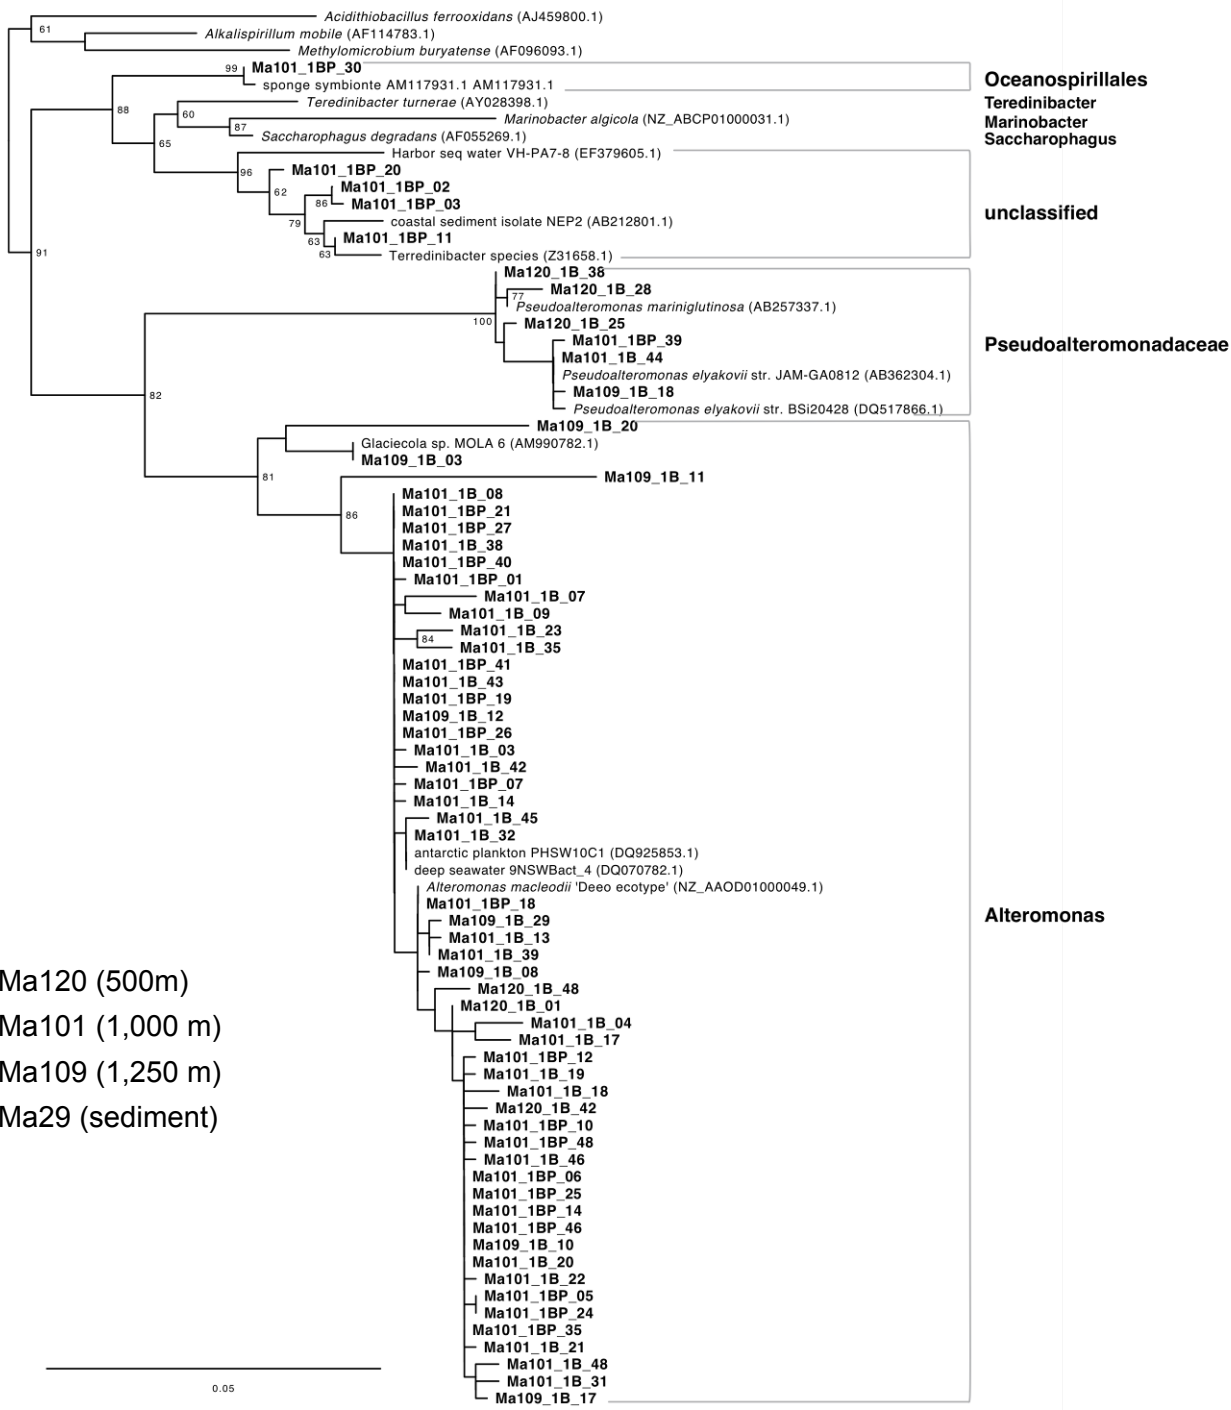 Acidithiobacillus ferrooxidans (AJ459800.1)
61
Alkalispirillum mobile (AF114783.1)
Methylomicrobium buryatense (AF096093.1)
99 Ma101_1BP_30
Oceanospirillales
sponge symbionte AM117931.1 AM117931.1
88
Teredinibacter turnerae (AY028398.1)
Teredinibacter
60
Marinobacter algicola (NZ_ABCP01000031.1)
Marinobacter
87
Saccharophagus degradans (AF055269.1)
Saccharophagus
65
Harbor seq water VH-PA7-8 (EF379605.1)
96
Ma101_1BP_20
62
Ma101_1BP_02
86
Ma101_1BP_03
unclassified
79
coastal sediment isolate NEP2 (AB212801.1)
63
Ma101_1BP_11
63
Terredinibacter species (Z31658.1)
91
Ma120_1B_38
77
Ma120_1B_28
Pseudoalteromonas mariniglutinosa (AB257337.1)
100
Ma120_1B_25
Ma101_1BP_39
Pseudoalteromonadaceae
Ma101_1B_44
Pseudoalteromonas elyakovii str. JAM-GA0812 (AB362304.1)
Ma109_1B_18
82
Pseudoalteromonas elyakovii str. BSi20428 (DQ517866.1)
Ma109_1B_20
Glaciecola sp. MOLA 6 (AM990782.1)
Ma109_1B_03
81
Ma109_1B_11
86
Ma101_1B_08
Ma101_1BP_21
Ma101_1BP_27
Ma101_1B_38
Ma101_1BP_40
Ma101_1BP_01
Ma101_1B_07
Ma101_1B_09
Ma101_1B_23
84
Ma101_1B_35
Ma101_1BP_41
Ma101_1B_43
Ma101_1BP_19
Ma109_1B_12
Ma101_1BP_26
Ma101_1B_03
Ma101_1B_42
Ma101_1BP_07
Ma101_1B_14
Ma101_1B_45
Ma101_1B_32
antarctic plankton PHSW10C1 (DQ925853.1)
deep seawater 9NSWBact_4 (DQ070782.1)
Alteromonas macleodii 'Deeo ecotype' (NZ_AAOD01000049.1)
Ma101_1BP_18
Alteromonas
Ma109_1B_29
Ma101_1B_13
Ma101_1B_39
Ma109_1B_08
Ma120_1B_48
Ma120_1B_01
Ma101_1B_04
Ma101_1B_17
Ma101_1BP_12
Ma101_1B_19
Ma101_1B_18
Ma120_1B_42
Ma101_1BP_10
Ma101_1BP_48
Ma101_1B_46
Ma101_1BP_06
Ma101_1BP_25
Ma101_1BP_14
Ma101_1BP_46
Ma109_1B_10
Ma101_1B_20
Ma101_1B_22
Ma101_1BP_05
Ma101_1BP_24
Ma101_1BP_35
Ma101_1B_21
Ma101_1B_48
Ma101_1B_31
Ma109_1B_17
Ma120 (500m)
Ma101 (1,000 m)
Ma109 (1,250 m)
Ma29 (sediment)
0.05